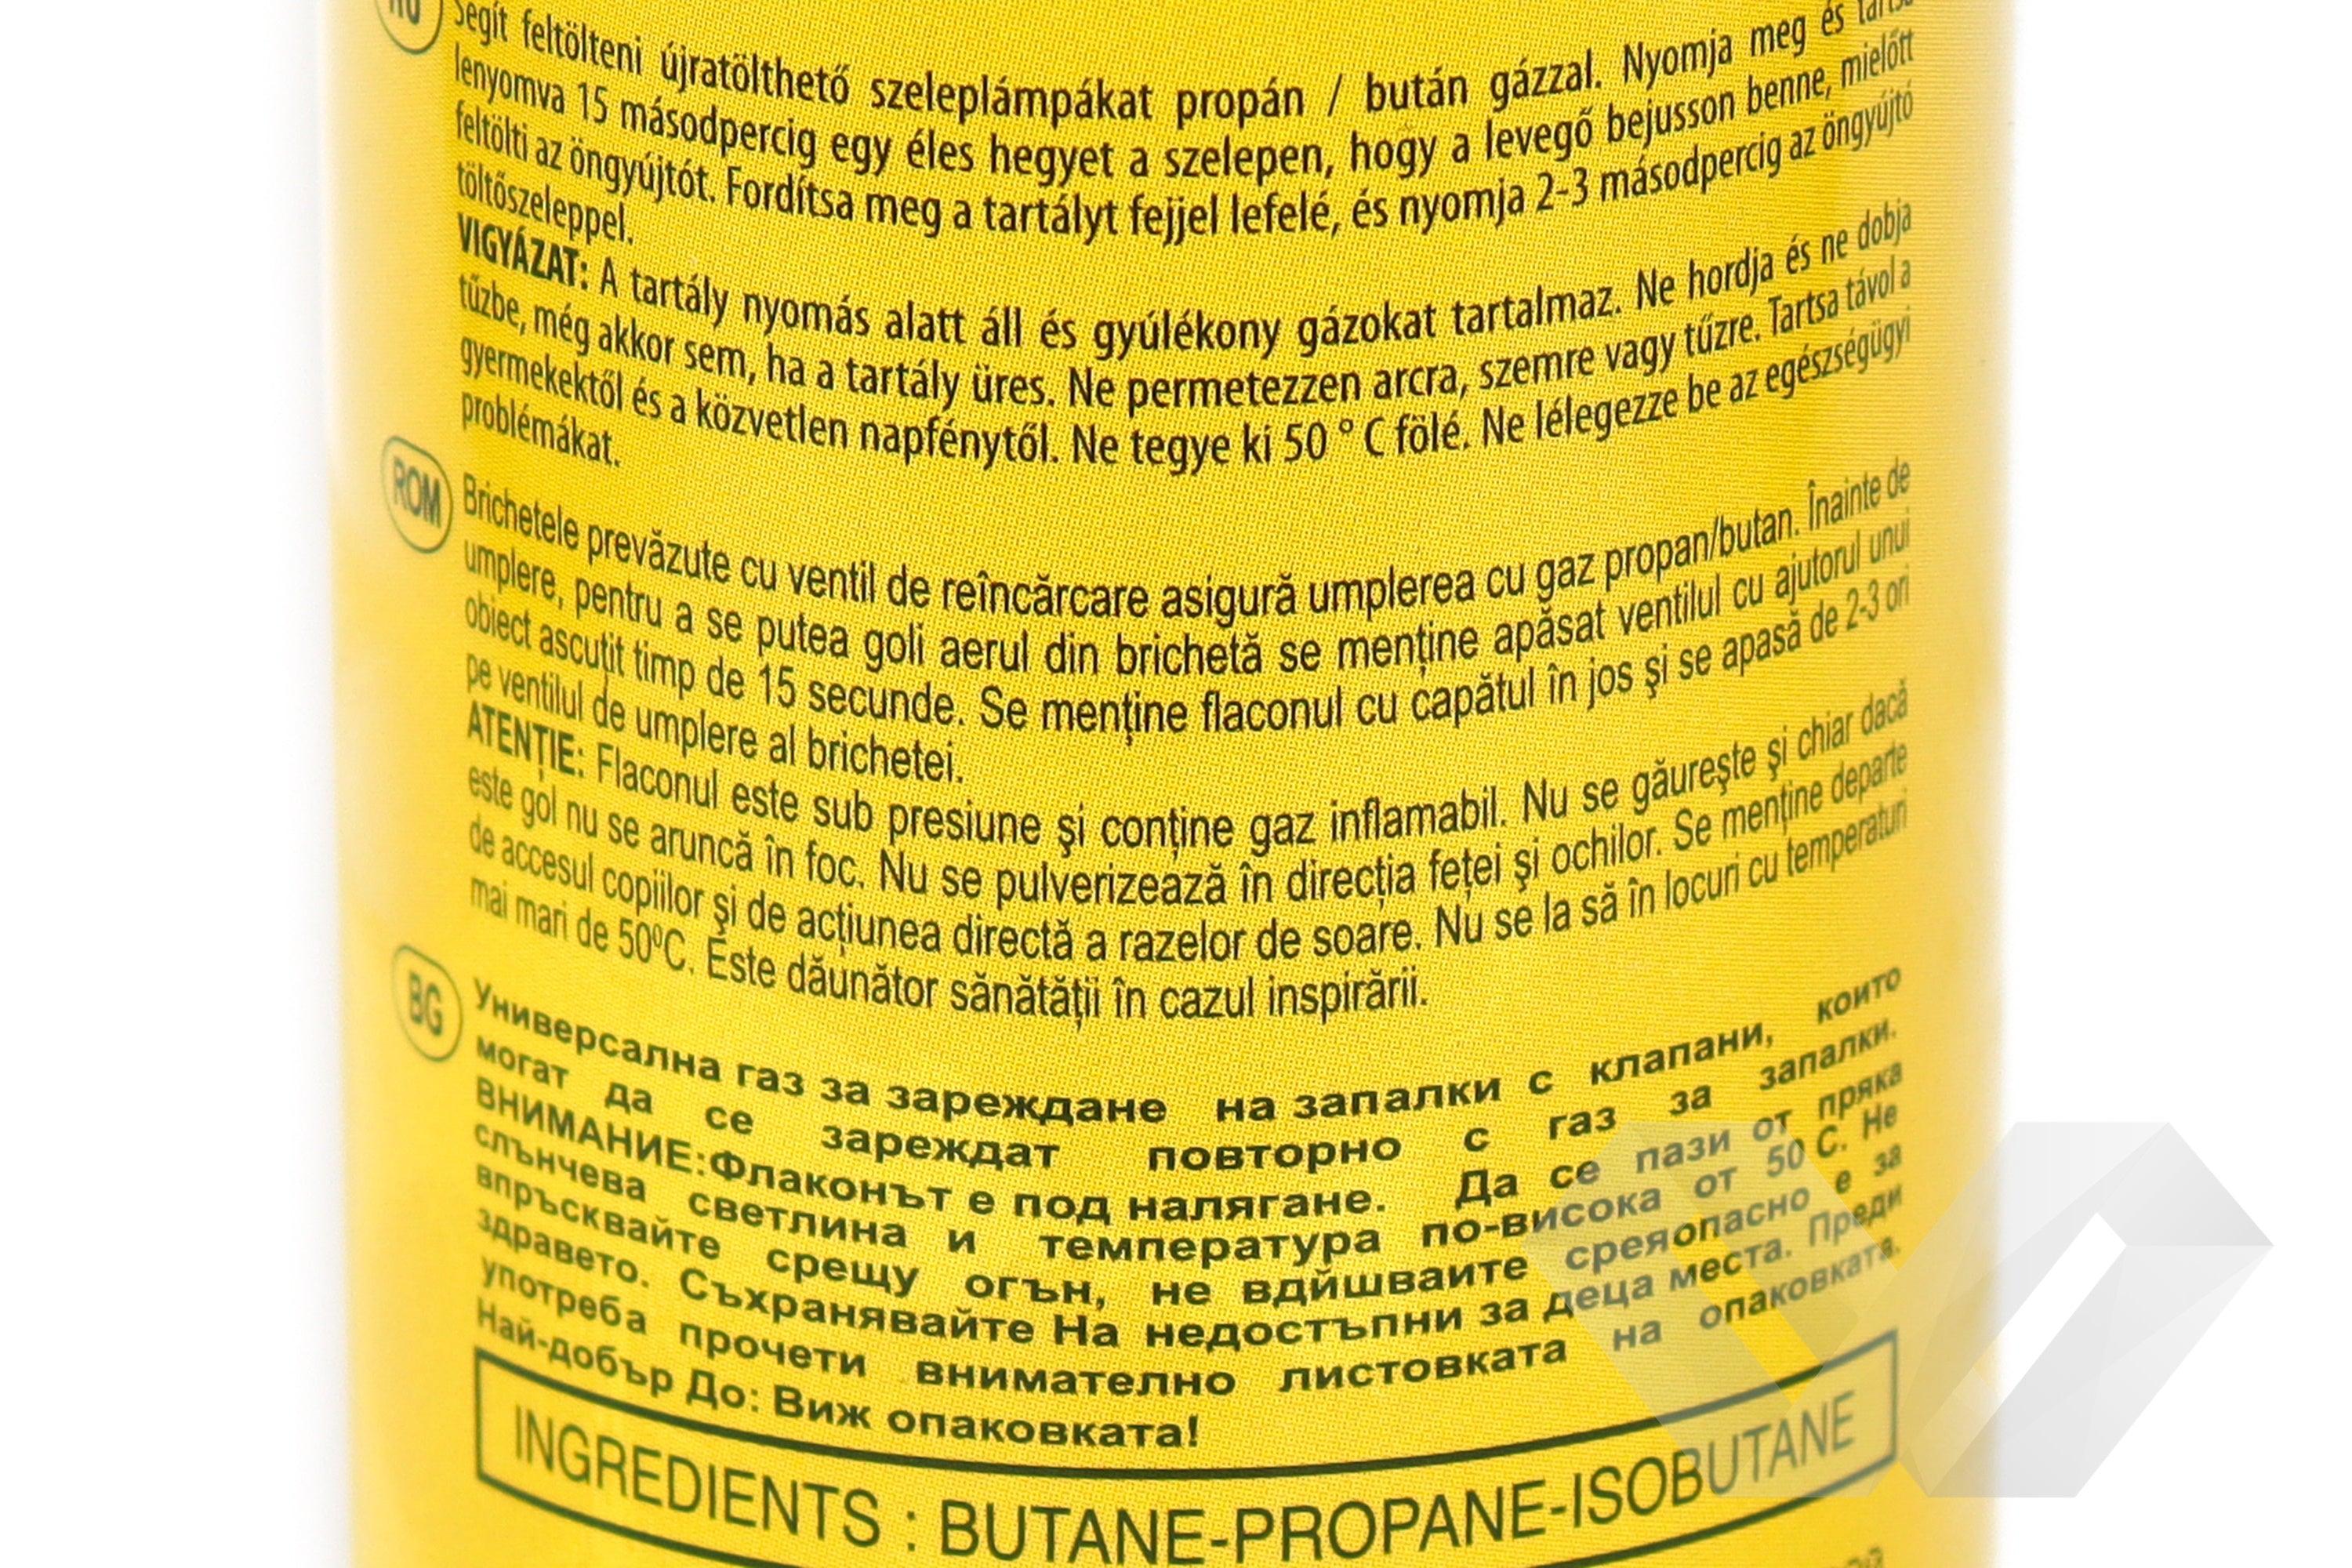 HU
Segít feltölteni újratölthető szeleplámpákat propán / bután gázzal. Nyomja meg és tartsa
lenyomva 15 másodpercig egy éles hegyet a szelepen, hogy a levegő bejusson benne, mielőtt
feltölti az öngyújtót. Fordítsa meg a tartályt fejjel lefelé, és nyomja 2-3 másodpercig az öngyújtó
töltőszeleppel.
VIGYÁZAT: A tartály nyomás alatt áll és gyúlékony gázokat tartalmaz. Ne hordja és ne dobja
tűzbe, még akkor sem, ha a tartály üres. Ne permetezzen arcra, szemre vagy tűzre. Tartsa távol a
gyermekektől és a közvetlen napfénytől. Ne tegye ki 50 ° C fölé. Ne lélegezze be az egészségügyi
problémákat.
ROM
Brichetele prevăzute cu ventil de reîncărcare asigură umplerea cu gaz propan/butan. Înainte de
umplere, pentru a se putea goli aerul din brichetă se menține apăsat ventilul cu ajutorul unui
obiect ascuțit timp de 15 secunde. Se menține flaconul cu capătul în jos şi se apasă de 2-3 ori
pe ventilul de umplere al brichetei.
ATENȚIE: Flaconul este sub presiune şi conține gaz inflamabil. Nu se găureşte şi chiar dacă
este gol nu se aruncă în foc. Nu se pulverizează în direcția feței şi ochilor. Se menține departe
de accesul copiilor şi de acțiunea directă a razelor de soare. Nu se la să în locuri cu temperaturi
mai mari de 50ºC. Este dăunător sănătății în cazul inspirării.
BG
Универсална газ за зареждане на запалки с клапани, които
могат да се зареждат повторно с газ за запалки.
ВНИМАНИЕ:Флаконът е под налягане. Да се пази от пряка
слънчева светлина и температура по-висока от 50 С. Не
впръсквайте срещу огън, не вдйшваите среяопасно е за
здравето. Съхранявайте На недостъпни за деца места. Преди
употреба прочети внимателно листовката на опаковката.
Най-добър До: Виж опаковката!
INGREDIENTS : BUTANE-PROPANE-ISOBUTANE